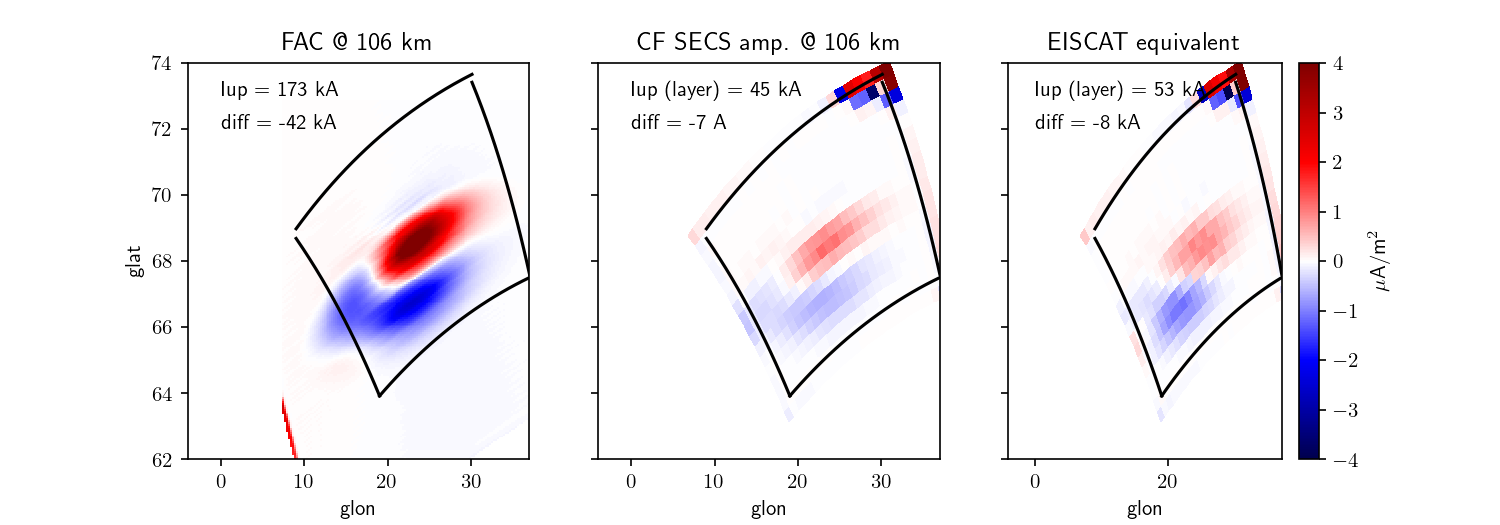 FAC @ 106 km
CF SECS amp. @ 106 km
EISCAT equivalent
Iup = 173 kA
diff = -42 kA
Iup (layer) = 45 kA
diff = -7 A
Iup (layer) = 53 kA
diff = -8 kA
glat
74
72
70
68
66
64
62
0 10 20 30
glon
0 10 20 30
glon
0 20
glon
4
3
2
1
0
−1
−2
−3
−4
μA/m²